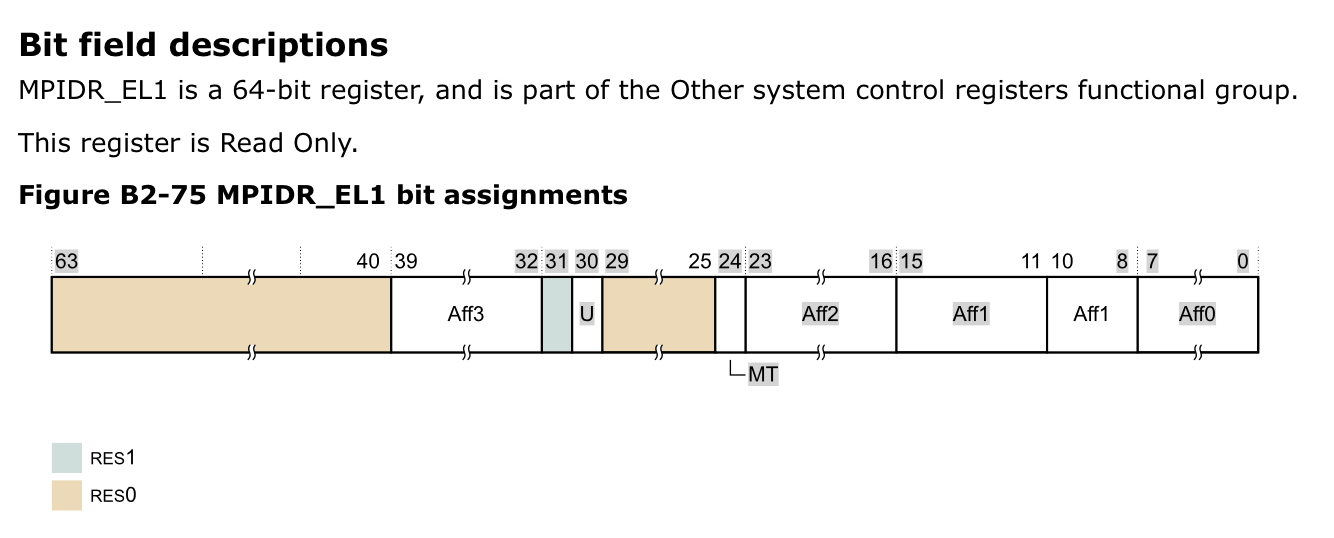 Bit field descriptions
MPIDR_EL1 is a 64-bit register, and is part of the Other system control registers functional group.
This register is Read Only.
Figure B2-75 MPIDR_EL1 bit assignments
63 40 39 32 31 30 29 25 24 23 16 15 11 10 8 7 0
Aff3 U Aff2 Aff1 Aff1 Aff0
MT
RES1
RES0